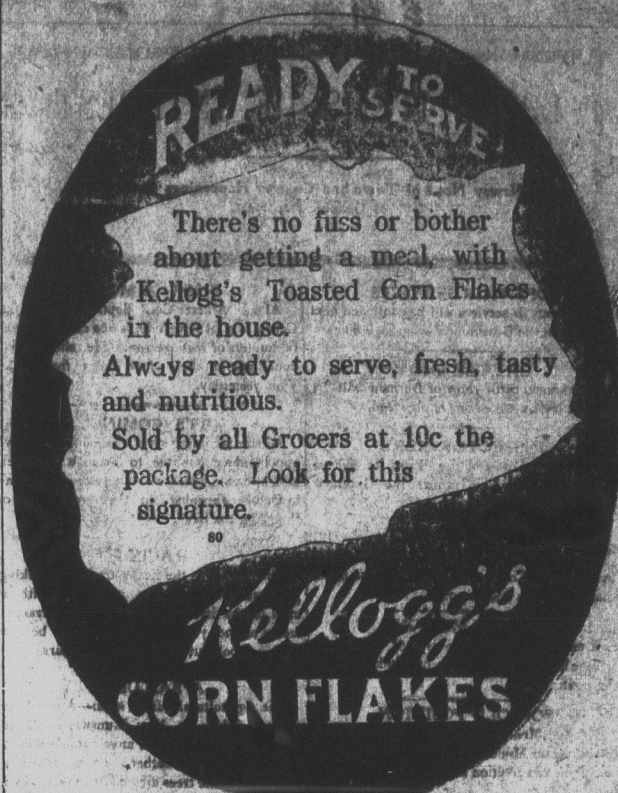 READY TO SERVE
There's no fuss or bother
about getting a meal, with
Kellogg's Toasted Corn Flakes
in the house.
Always ready to serve, fresh, tasty
and nutritious.
Sold by all Grocers at 10c the
package. Look for this
signature.
80
Kellogg's
CORN FLAKES